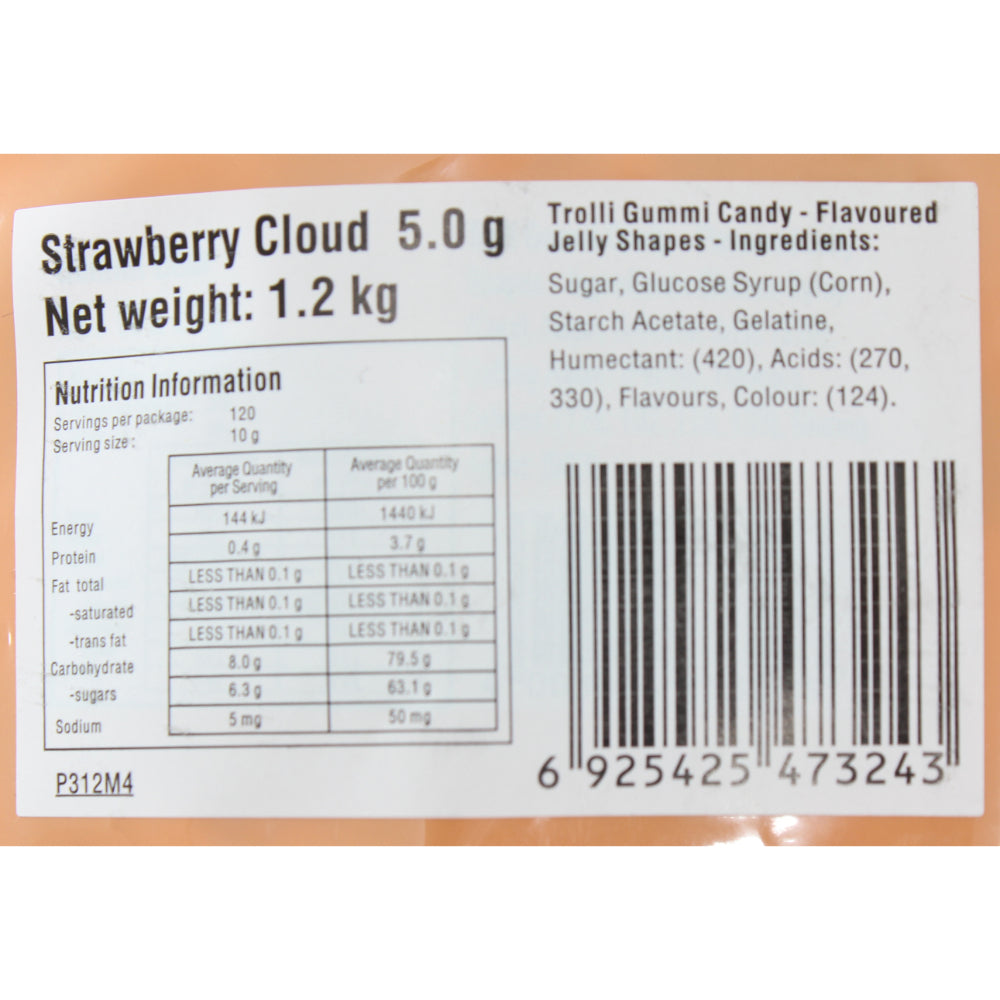 Strawberry Cloud 5.0 g
Net weight: 1.2 kg
Nutrition Information
Servings per package: 120
Serving size: 10 g
Average Quantity per Serving Average Quantity per 100 g
Energy 144 kJ 1440 kJ
Protein 0.4 g 3.7 g
Fat total LESS THAN 0.1 g LESS THAN 0.1 g
-saturated LESS THAN 0.1 g LESS THAN 0.1 g
-trans fat LESS THAN 0.1 g LESS THAN 0.1 g
Carbohydrate 8.0 g 79.5 g
-sugars 6.3 g 63.1 g
Sodium 5 mg 50 mg
P312M4
Trolli Gummi Candy - Flavoured
Jelly Shapes - Ingredients:
Sugar, Glucose Syrup (Corn),
Starch Acetate, Gelatine,
Humectant: (420), Acids: (270,
330), Flavours, Colour: (124).
6 925425 473243